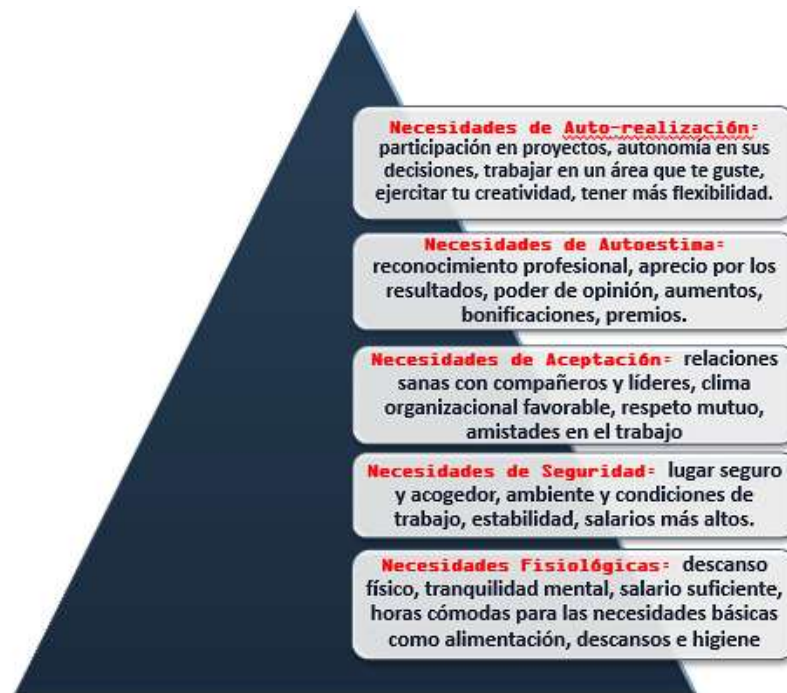 Necesidades de Auto-realización:
participación en proyectos, autonomía en sus
decisiones, trabajar en un área que te guste,
ejercitar tu creatividad, tener más flexibilidad.
Necesidades de Autoestima:
reconocimiento profesional, aprecio por los
resultados, poder de opinión, aumentos,
bonificaciones, premios.
Necesidades de Aceptación: relaciones
sanas con compañeros y líderes, clima
organizacional favorable, respeto mutuo,
amistades en el trabajo
Necesidades de Seguridad: lugar seguro
y acogedor, ambiente y condiciones de
trabajo, estabilidad, salarios más altos.
Necesidades Fisiológicas: descanso
físico, tranquilidad mental, salario suficiente,
horas cómodas para las necesidades básicas
como alimentación, descansos e higiene